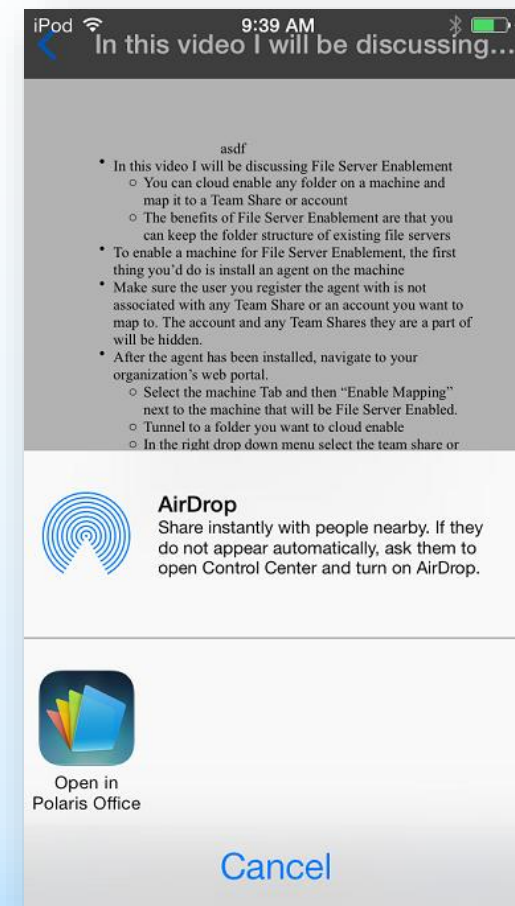 iPod 9:39 AM
In this video I will be discussing...
asdf
• In this video I will be discussing File Server Enablement
○ You can cloud enable any folder on a machine and
map it to a Team Share or account
○ The benefits of File Server Enablement are that you
can keep the folder structure of existing file servers
• To enable a machine for File Server Enablement, the first
thing you’d do is install an agent on the machine
• Make sure the user you register the agent with is not
associated with any Team Share or an account you want to
map to. The account and any Team Shares they are a part of
will be hidden.
• After the agent has been installed, navigate to your
organization’s web portal.
○ Select the machine Tab and then “Enable Mapping”
next to the machine that will be File Server Enabled.
○ Tunnel to a folder you want to cloud enable
○ In the right drop down menu select the team share or
AirDrop
Share instantly with people nearby. If they
do not appear automatically, ask them to
open Control Center and turn on AirDrop.
Open in
Polaris Office
Cancel